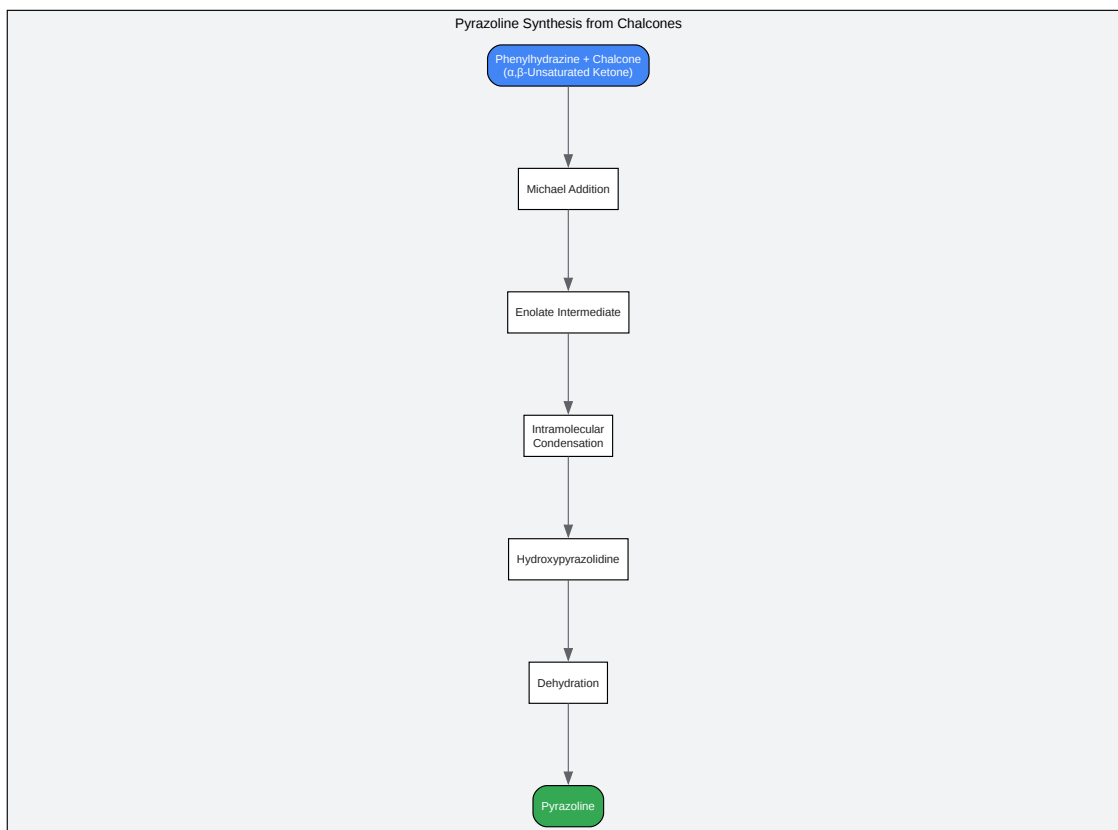 Pyrazoline Synthesis from Chalcones
Phenylhydrazine + Chalcone
(α,β-Unsaturated Ketone)
Michael Addition
Enolate Intermediate
Intramolecular
Condensation
Hydroxypyrazolidine
Dehydration
Pyrazoline